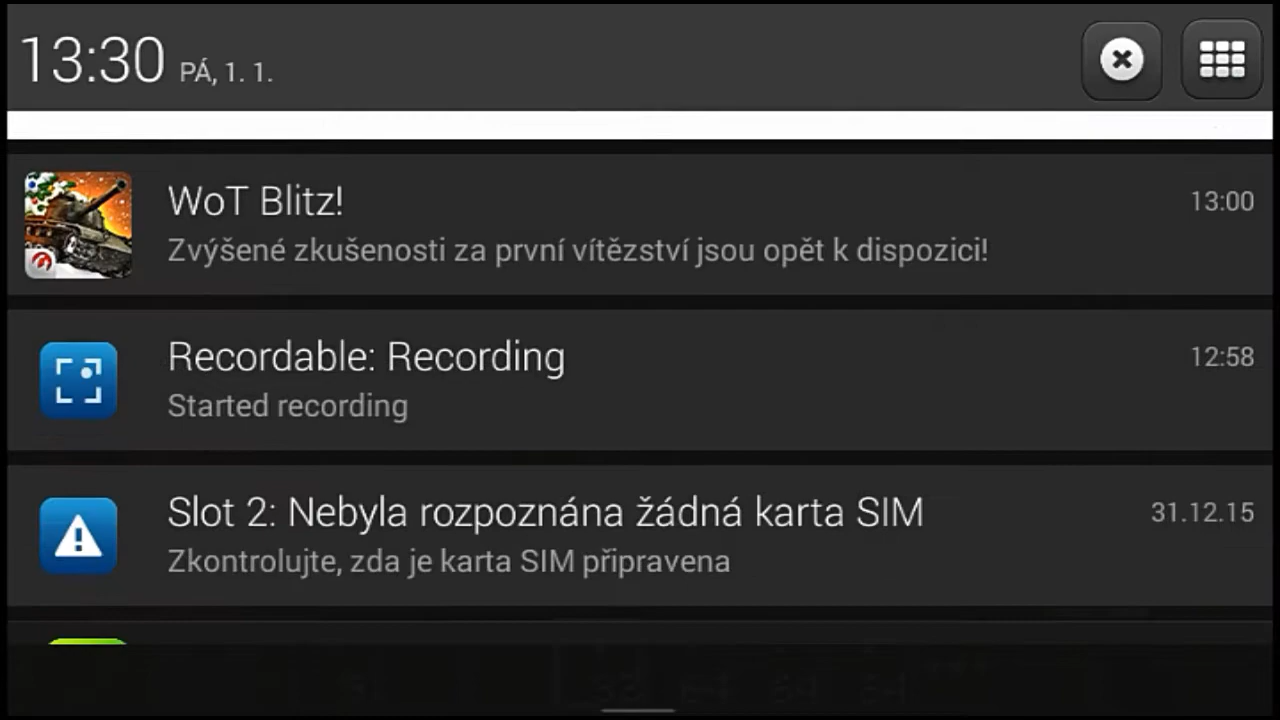 13:30 PÁ, 1. 1.
WoT Blitz! 13:00
Zvýšené zkušenosti za první vítězství jsou opět k dispozici!
Recordable: Recording 12:58
Started recording
Slot 2: Nebyla rozpoznána žádná karta SIM 31.12.15
Zkontrolujte, zda je karta SIM připravena